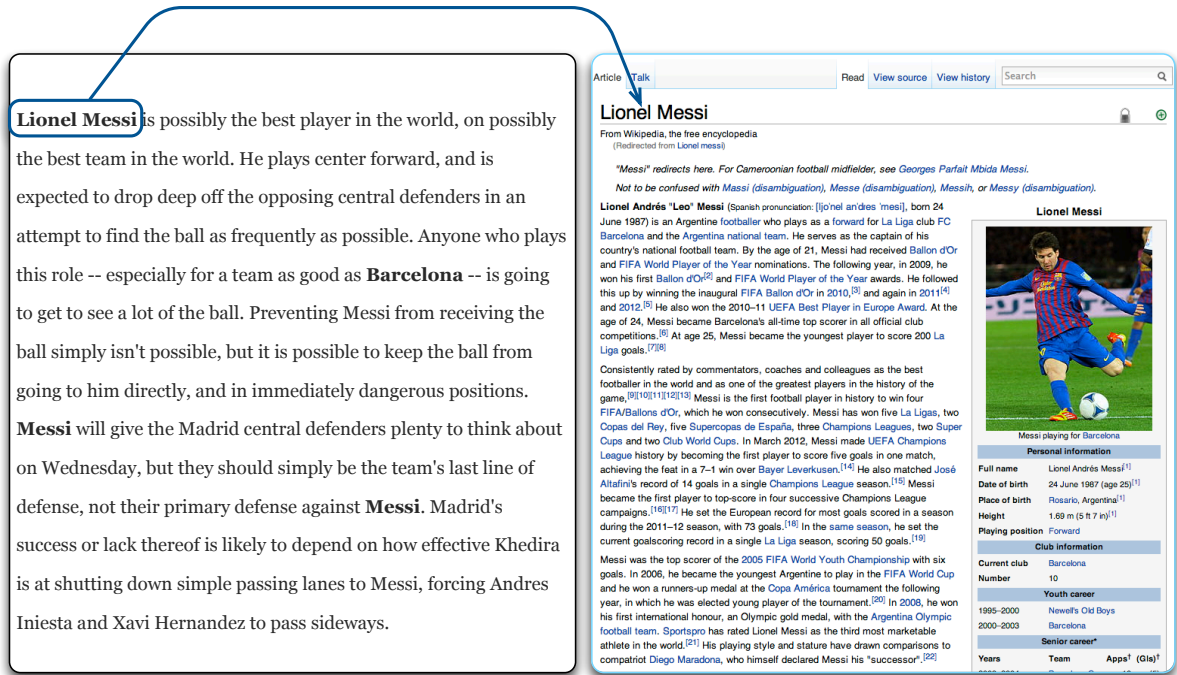 Lionel Messi is possibly the best player in the world, on possibly
the best team in the world. He plays center forward, and is
expected to drop deep off the opposing central defenders in an
attempt to find the ball as frequently as possible. Anyone who plays
this role -- especially for a team as good as Barcelona -- is going
to get to see a lot of the ball. Preventing Messi from receiving the
ball simply isn't possible, but it is possible to keep the ball from
going to him directly, and in immediately dangerous positions.
Messi will give the Madrid central defenders plenty to think about
on Wednesday, but they should simply be the team's last line of
defense, not their primary defense against Messi. Madrid's
success or lack thereof is likely to depend on how effective Khedira
is at shutting down simple passing lanes to Messi, forcing Andres
Iniesta and Xavi Hernandez to pass sideways.
Article Talk Read View source View history Search
Lionel Messi
From Wikipedia, the free encyclopedia
(Redirected from Lionel messi)
"Messi" redirects here. For Cameroonian football midfielder, see Georges Parfait Mbida Messi.
Not to be confused with Massi (disambiguation), Messe (disambiguation), Messih, or Messy (disambiguation).
Lionel Andrés "Leo" Messi (Spanish pronunciation: [ljoˈnel anˈdɾes ˈmesi], born 24
June 1987) is an Argentine footballer who plays as a forward for La Liga club FC
Barcelona and the Argentina national team. He serves as the captain of his
country's national football team. By the age of 21, Messi had received Ballon d'Or
and FIFA World Player of the Year nominations. The following year, in 2009, he
won his first Ballon d'Or[2] and FIFA World Player of the Year awards. He followed
this up by winning the inaugural FIFA Ballon d'Or in 2010,[3] and again in 2011[4]
and 2012.[5] He also won the 2010–11 UEFA Best Player in Europe Award. At the
age of 24, Messi became Barcelona's all-time top scorer in all official club
competitions.[6] At age 25, Messi became the youngest player to score 200 La
Liga goals.[7][8]
Consistently rated by commentators, coaches and colleagues as the best
footballer in the world and as one of the greatest players in the history of the
game,[9][10][11][12][13] Messi is the first football player in history to win four
FIFA/Ballons d'Or, which he won consecutively. Messi has won five La Ligas, two
Copas del Rey, five Supercopas de España, three Champions Leagues, two Super
Cups and two Club World Cups. In March 2012, Messi made UEFA Champions
League history by becoming the first player to score five goals in one match,
achieving the feat in a 7–1 win over Bayer Leverkusen.[14] He also matched José
Altafini's record of 14 goals in a single Champions League season.[15] Messi
became the first player to top-score in four successive Champions League
campaigns.[16][17] He set the European record for most goals scored in a season
during the 2011–12 season, with 73 goals.[18] In the same season, he set the
current goalscoring record in a single La Liga season, scoring 50 goals.[19]
Messi was the top scorer of the 2005 FIFA World Youth Championship with six
goals. In 2006, he became the youngest Argentine to play in the FIFA World Cup
and he won a runners-up medal at the Copa América tournament the following
year, in which he was elected young player of the tournament.[20] In 2008, he won
his first international honour, an Olympic gold medal, with the Argentina Olympic
football team. Sportspro has rated Lionel Messi as the third most marketable
athlete in the world.[21] His playing style and stature have drawn comparisons to
compatriot Diego Maradona, who himself declared Messi his "successor".[22]
Lionel Messi
Messi playing for Barcelona
Personal information
Full name Lionel Andrés Messi[1]
Date of birth 24 June 1987 (age 25)[1]
Place of birth Rosario, Argentina[1]
Height 1.69 m (5 ft 7 in)[1]
Playing position Forward
Club information
Current club Barcelona
Number 10
Youth career
1995–2000 Newell's Old Boys
2000–2003 Barcelona
Senior career*
Years Team Apps† (Gls)†